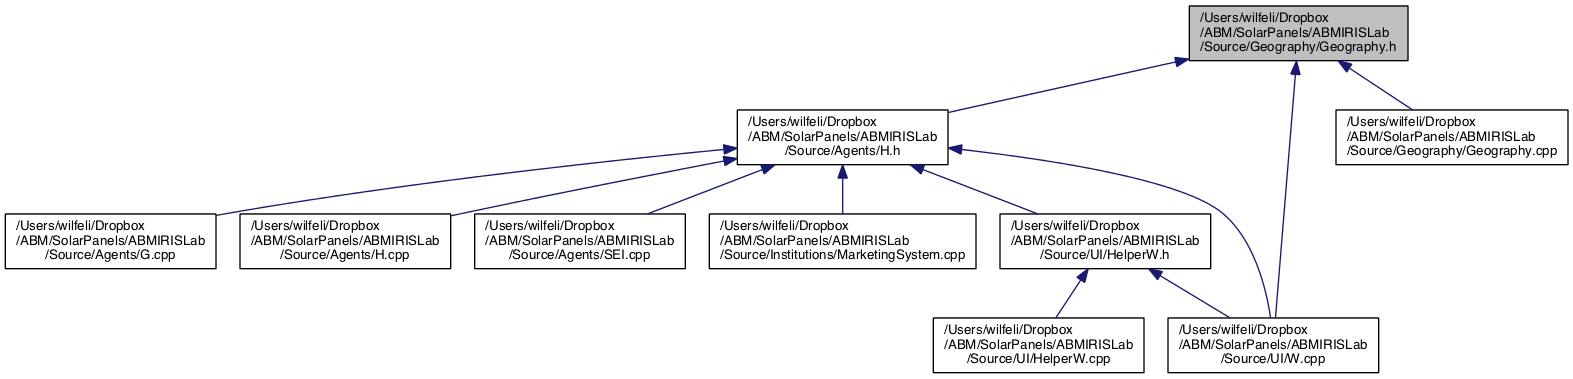 /Users/wilfeli/Dropbox
/ABM/SolarPanels/ABMIRISLab
/Source/Geography/Geography.h
/Users/wilfeli/Dropbox
/ABM/SolarPanels/ABMIRISLab
/Source/Agents/H.h
/Users/wilfeli/Dropbox
/ABM/SolarPanels/ABMIRISLab
/Source/Geography/Geography.cpp
/Users/wilfeli/Dropbox
/ABM/SolarPanels/ABMIRISLab
/Source/Agents/G.cpp
/Users/wilfeli/Dropbox
/ABM/SolarPanels/ABMIRISLab
/Source/Agents/H.cpp
/Users/wilfeli/Dropbox
/ABM/SolarPanels/ABMIRISLab
/Source/Agents/SEI.cpp
/Users/wilfeli/Dropbox
/ABM/SolarPanels/ABMIRISLab
/Source/Institutions/MarketingSystem.cpp
/Users/wilfeli/Dropbox
/ABM/SolarPanels/ABMIRISLab
/Source/UI/HelperW.h
/Users/wilfeli/Dropbox
/ABM/SolarPanels/ABMIRISLab
/Source/UI/HelperW.cpp
/Users/wilfeli/Dropbox
/ABM/SolarPanels/ABMIRISLab
/Source/UI/W.cpp